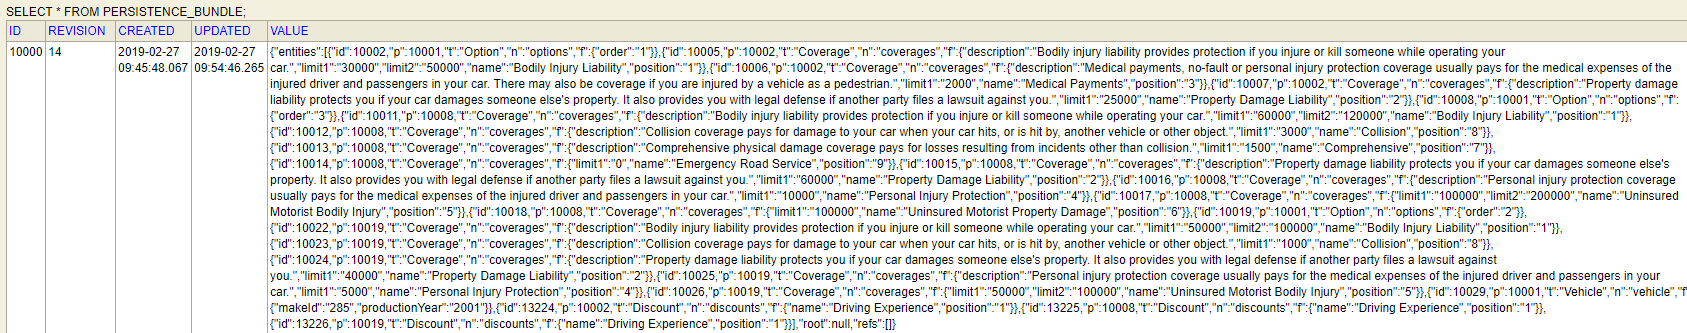 SELECT * FROM PERSISTENCE_BUNDLE;
ID REVISION CREATED UPDATED VALUE
10000 14 2019-02-27 2019-02-27 {"entities":[{"id":10002,"p":10001,"t":"Option","n":"options","f":{"order":"1"}},{"id":10005,"p":10002,"t":"Coverage","n":"coverages","f":{"description":"Bodily injury liability provides protection if you injure or kill someone while operating your
09:45:48.067 09:54:46.265 car.","limit1":"30000","limit2":"50000","name":"Bodily Injury Liability","position":"1"}},{"id":10006,"p":10002,"t":"Coverage","n":"coverages","f":{"description":"Medical payments, no-fault or personal injury protection coverage usually pays for the medical expenses of the
injured driver and passengers in your car. There may also be coverage if you are injured by a vehicle as a pedestrian.","limit1":"2000","name":"Medical Payments","position":"3"}},{"id":10007,"p":10002,"t":"Coverage","n":"coverages","f":{"description":"Property damage
liability protects you if your car damages someone else's property. It also provides you with legal defense if another party files a lawsuit against you.","limit1":"25000","name":"Property Damage Liability","position":"2"}},{"id":10008,"p":10001,"t":"Option","n":"options","f":
{"order":"3"}},{"id":10011,"p":10008,"t":"Coverage","n":"coverages","f":{"description":"Bodily injury liability provides protection if you injure or kill someone while operating your car.","limit1":"60000","limit2":"120000","name":"Bodily Injury Liability","position":"1"}},
{"id":10012,"p":10008,"t":"Coverage","n":"coverages","f":{"description":"Collision coverage pays for damage to your car when your car hits, or is hit by, another vehicle or other object.","limit1":"3000","name":"Collision","position":"8"}},
{"id":10013,"p":10008,"t":"Coverage","n":"coverages","f":{"description":"Comprehensive physical damage coverage pays for losses resulting from incidents other than collision.","limit1":"1500","name":"Comprehensive","position":"7"}},
{"id":10014,"p":10008,"t":"Coverage","n":"coverages","f":{"limit1":"0","name":"Emergency Road Service","position":"9"}},{"id":10015,"p":10008,"t":"Coverage","n":"coverages","f":{"description":"Property damage liability protects you if your car damages someone else's
property. It also provides you with legal defense if another party files a lawsuit against you.","limit1":"60000","name":"Property Damage Liability","position":"2"}},{"id":10016,"p":10008,"t":"Coverage","n":"coverages","f":{"description":"Personal injury protection coverage
usually pays for the medical expenses of the injured driver and passengers in your car.","limit1":"10000","name":"Personal Injury Protection","position":"4"}},{"id":10017,"p":10008,"t":"Coverage","n":"coverages","f":{"limit1":"100000","limit2":"200000","name":"Uninsured
Motorist Bodily Injury","position":"5"}},{"id":10018,"p":10008,"t":"Coverage","n":"coverages","f":{"limit1":"100000","name":"Uninsured Motorist Property Damage","position":"6"}},{"id":10019,"p":10001,"t":"Option","n":"options","f":{"order":"2"}},
{"id":10022,"p":10019,"t":"Coverage","n":"coverages","f":{"description":"Bodily injury liability provides protection if you injure or kill someone while operating your car.","limit1":"50000","limit2":"100000","name":"Bodily Injury Liability","position":"1"}},
{"id":10023,"p":10019,"t":"Coverage","n":"coverages","f":{"description":"Collision coverage pays for damage to your car when your car hits, or is hit by, another vehicle or other object.","limit1":"1000","name":"Collision","position":"8"}},
{"id":10024,"p":10019,"t":"Coverage","n":"coverages","f":{"description":"Property damage liability protects you if your car damages someone else's property. It also provides you with legal defense if another party files a lawsuit against
you.","limit1":"40000","name":"Property Damage Liability","position":"2"}},{"id":10025,"p":10019,"t":"Coverage","n":"coverages","f":{"description":"Personal injury protection coverage usually pays for the medical expenses of the injured driver and passengers in your
car.","limit1":"5000","name":"Personal Injury Protection","position":"4"}},{"id":10026,"p":10019,"t":"Coverage","n":"coverages","f":{"limit1":"50000","limit2":"100000","name":"Uninsured Motorist Bodily Injury","position":"5"}},{"id":10029,"p":10001,"t":"Vehicle","n":"vehicle","f"
{"makeId":"285","productionYear":"2001"}},{"id":13224,"p":10002,"t":"Discount","n":"discounts","f":{"name":"Driving Experience","position":"1"}},{"id":13225,"p":10008,"t":"Discount","n":"discounts","f":{"name":"Driving Experience","position":"1"}},
{"id":13226,"p":10019,"t":"Discount","n":"discounts","f":{"name":"Driving Experience","position":"1"}}],"root":null,"refs":[]}